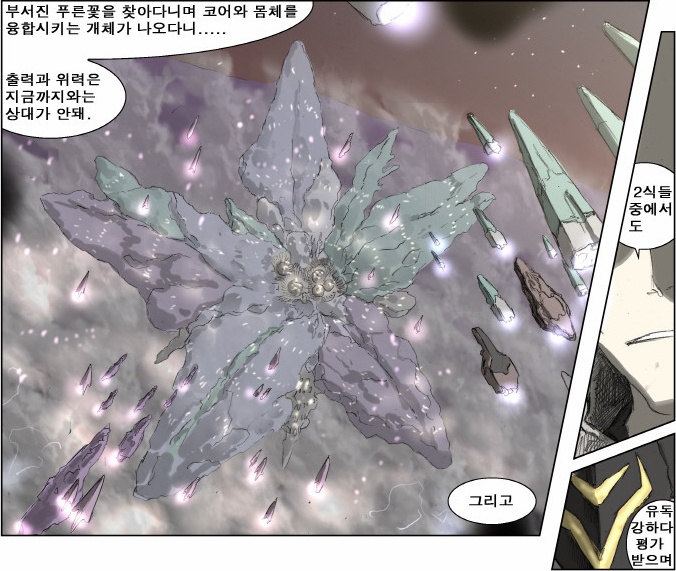 부서진 푸른꽃을 찾아다니며 코어와 몸체를
융합시키는 개체가 나오다니.....
출력과 위력은
지금까지와는
상대가 안돼.
그리고
2식들
중에서
도
유독
강하다
평가
받으며